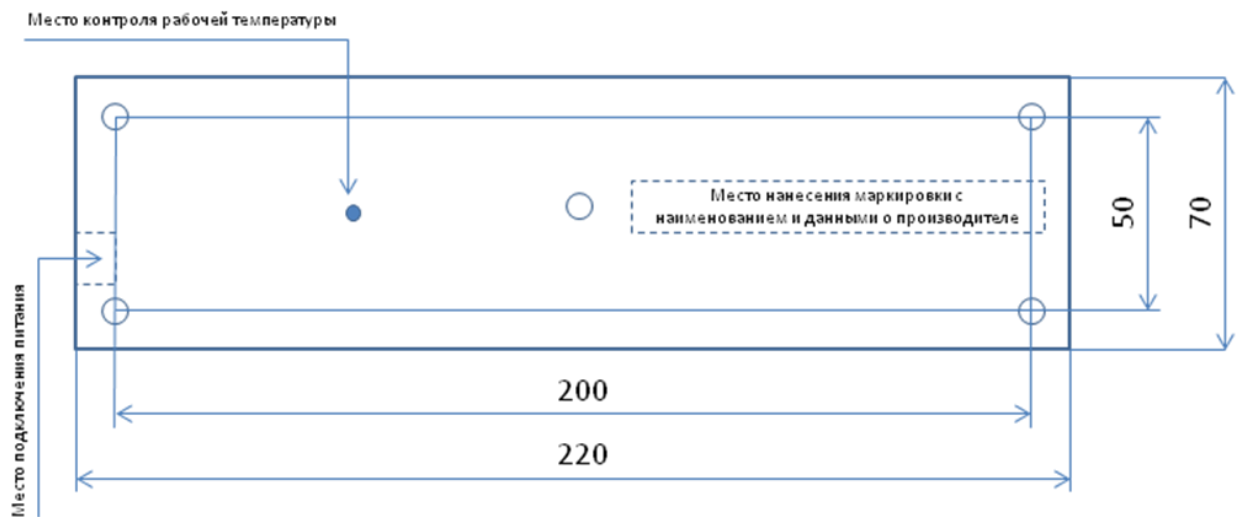 Место контроля рабочей температуры
Место нанесения маркировки с
наименованием и данными о производителе
50
70
Место подключения питания
200
220